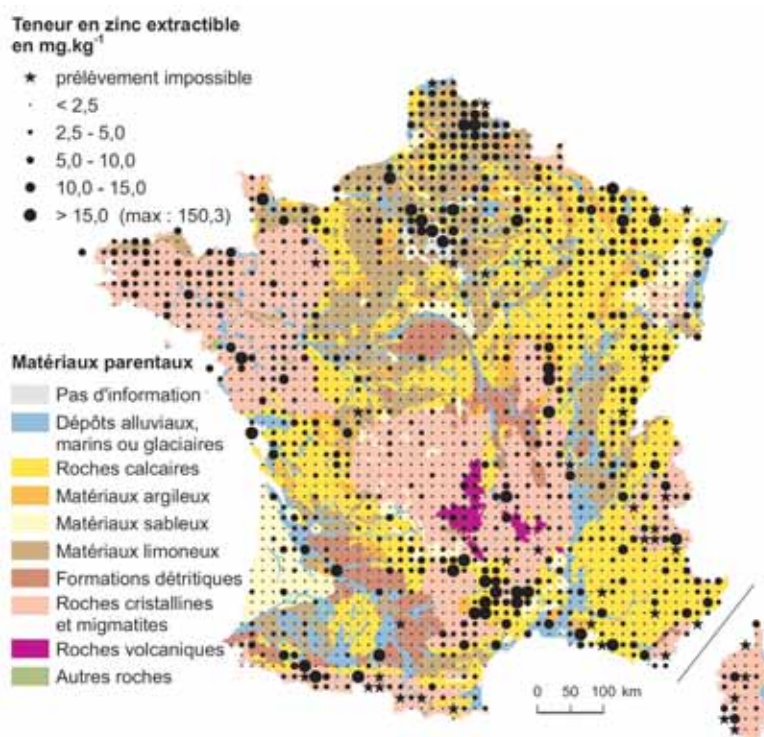 Teneur en zinc extractible
en mg.kg⁻¹
prélèvement impossible
< 2,5
2,5 - 5,0
5,0 - 10,0
10,0 - 15,0
> 15,0 (max : 150,3)
Matériaux parentaux
Pas d'information
Dépôts alluviaux,
marins ou glaciaires
Roches calcaires
Matériaux argileux
Matériaux sableux
Matériaux limoneux
Formations détritiques
Roches cristallines
et migmatites
Roches volcaniques
Autres roches
0 50 100 km